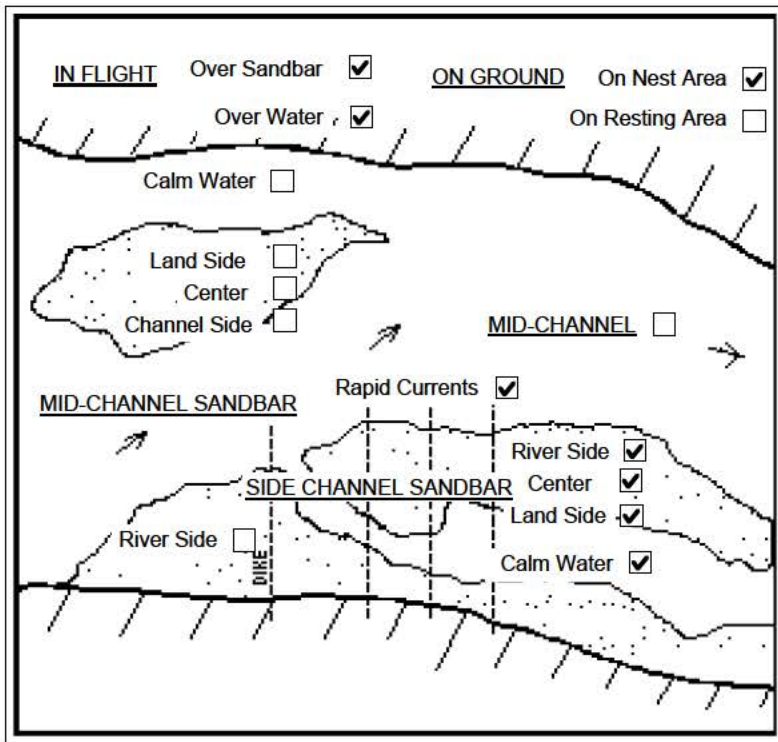 IN FLIGHT Over Sandbar ON GROUND On Nest Area
Over Water On Resting Area
Calm Water
Land Side
Center
Channel Side
MID-CHANNEL
Rapid Currents
MID-CHANNEL SANDBAR
River Side
SIDE CHANNEL SANDBAR Center
Land Side
River Side
DIKE
Calm Water